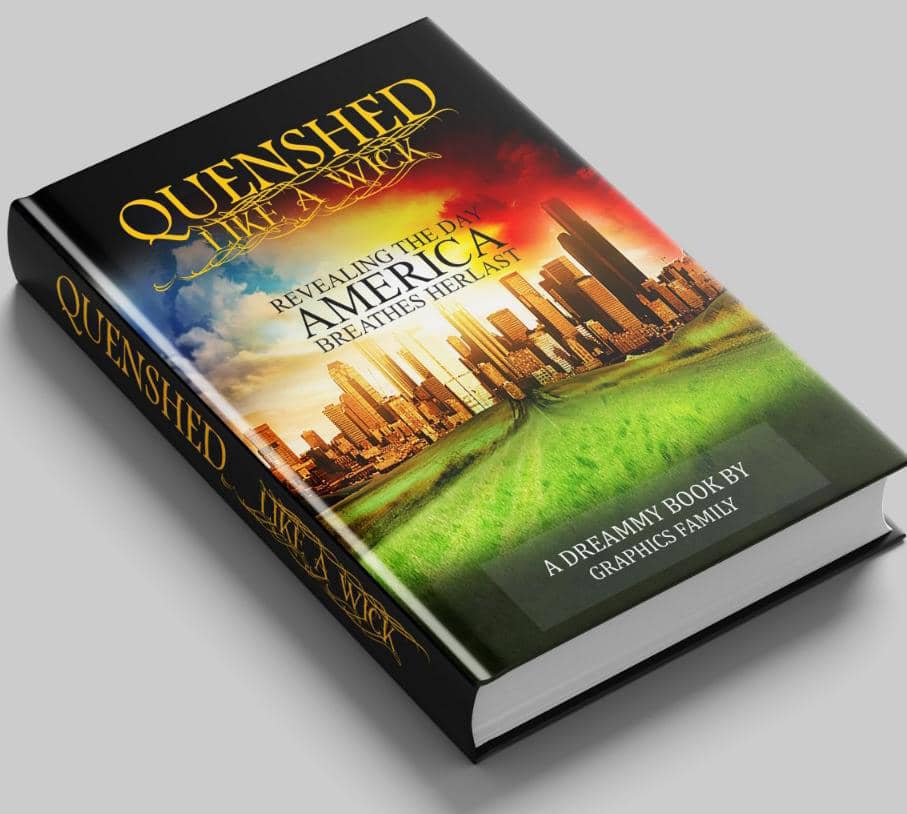 QUENSHED
LIKE A WICK
REVEALING THE DAY
AMERICA
BREATHES HERLAST
A DREAMMY BOOK BY
GRAPHICS FAMILY
QUENSHED
LIKE A WICK